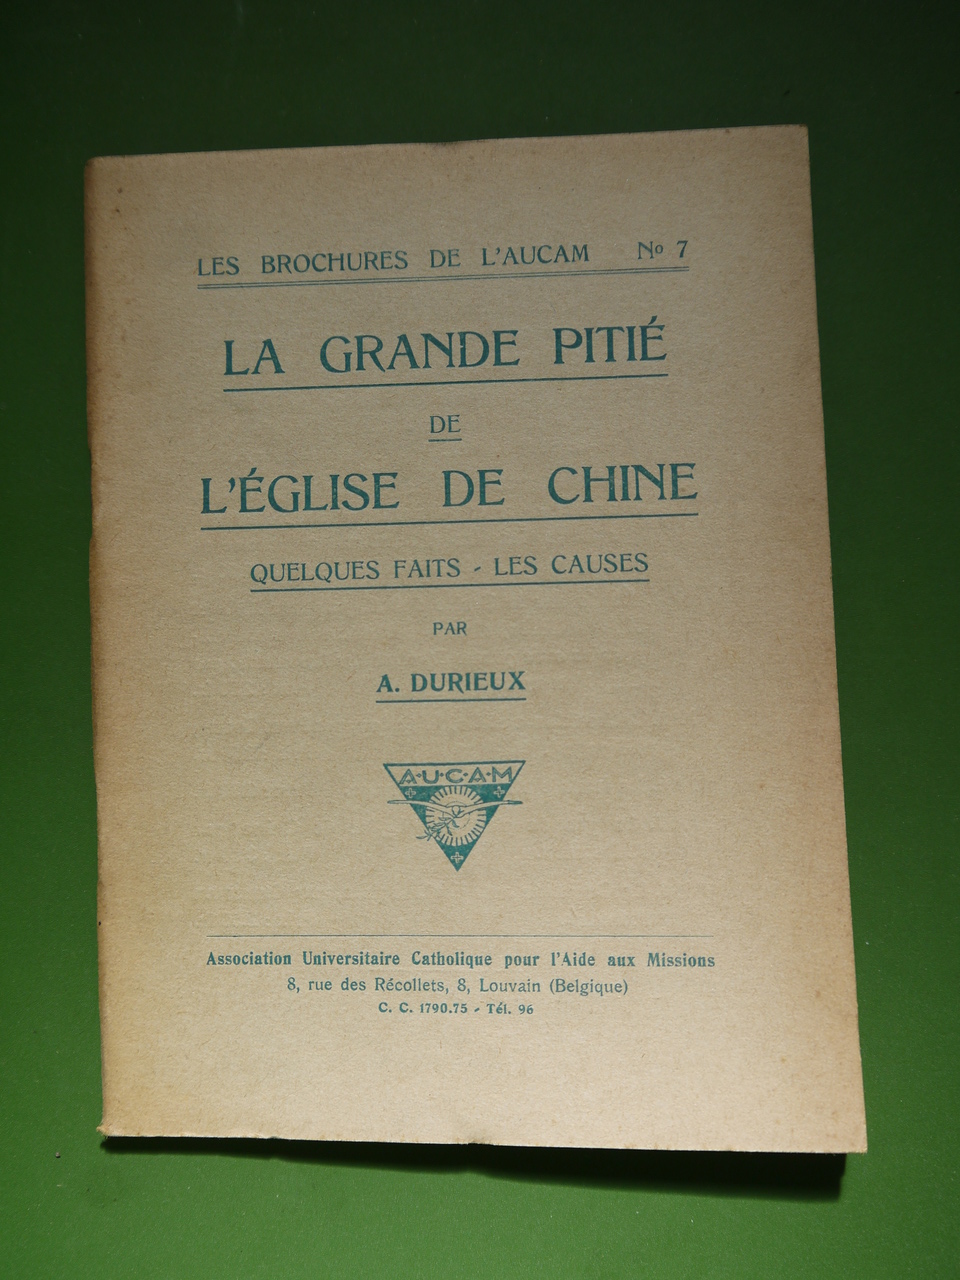 LES BROCHURES DE L'AUCAM Nº 7
LA GRANDE PITIÉ
DE
L'ÉGLISE DE CHINE
QUELQUES FAITS - LES CAUSES
PAR
A. DURIEUX
A·U·C·A·M
Association Universitaire Catholique pour l'Aide aux Missions
8, rue des Récollets, 8, Louvain (Belgique)
C. C. 1790.75 - Tél. 96